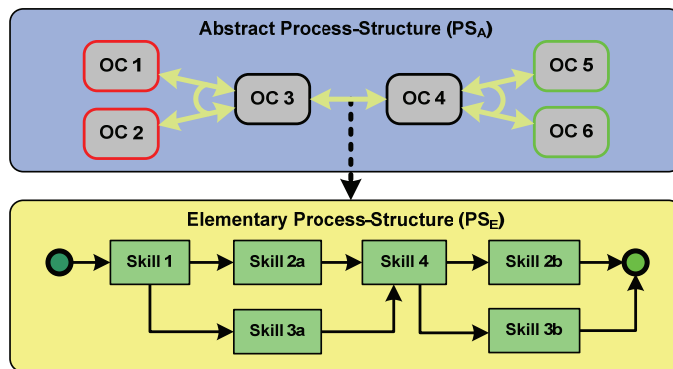 Abstract Process-Structure (PSA)
OC 1
OC 5
OC 3
OC 4
OC 2
OC 6
Elementary Process-Structure (PSE)
Skill 1
Skill 2a
Skill 4
Skill 2b
Skill 3a
Skill 3b